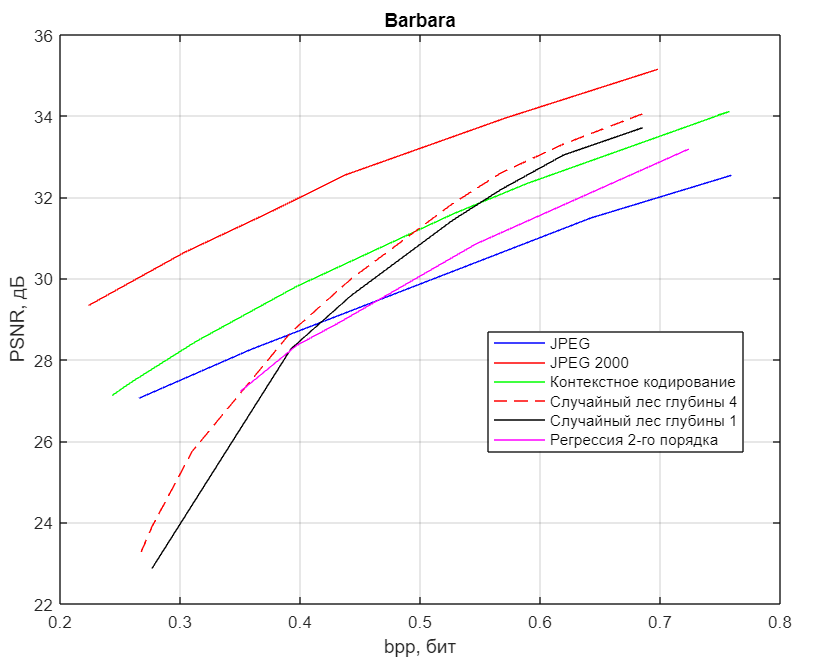 Barbara
36
34
32
30
28
26
24
22
PSNR, дБ
JPEG
JPEG 2000
Контекстное кодирование
Случайный лес глубины 4
Случайный лес глубины 1
Регрессия 2-го порядка
0.2 0.3 0.4 0.5 0.6 0.7 0.8
bpp, бит